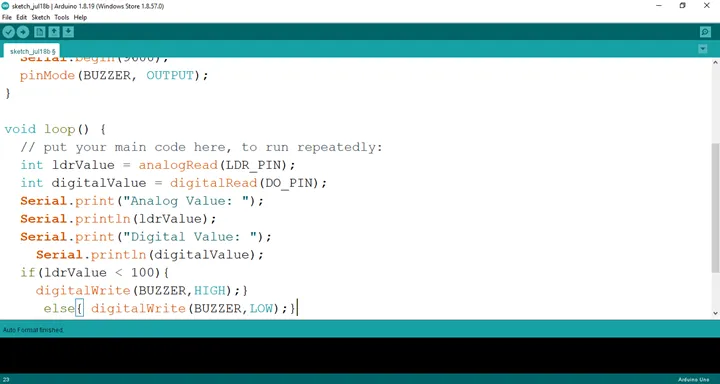 sketch_jul18b | Arduino 1.8.19 (Windows Store 1.8.57.0)
File Edit Sketch Tools Help
sketch_jul18b §
Serial.begin(9600);
pinMode(BUZZER, OUTPUT);
}
void loop() {
// put your main code here, to run repeatedly:
int ldrValue = analogRead(LDR_PIN);
int digitalValue = digitalRead(DO_PIN);
Serial.print("Analog Value: ");
Serial.println(ldrValue);
Serial.print("Digital Value: ");
Serial.println(digitalValue);
if(ldrValue < 100){
digitalWrite(BUZZER,HIGH);}
else{ digitalWrite(BUZZER,LOW);}
Auto Format finished.
23 Arduino Uno